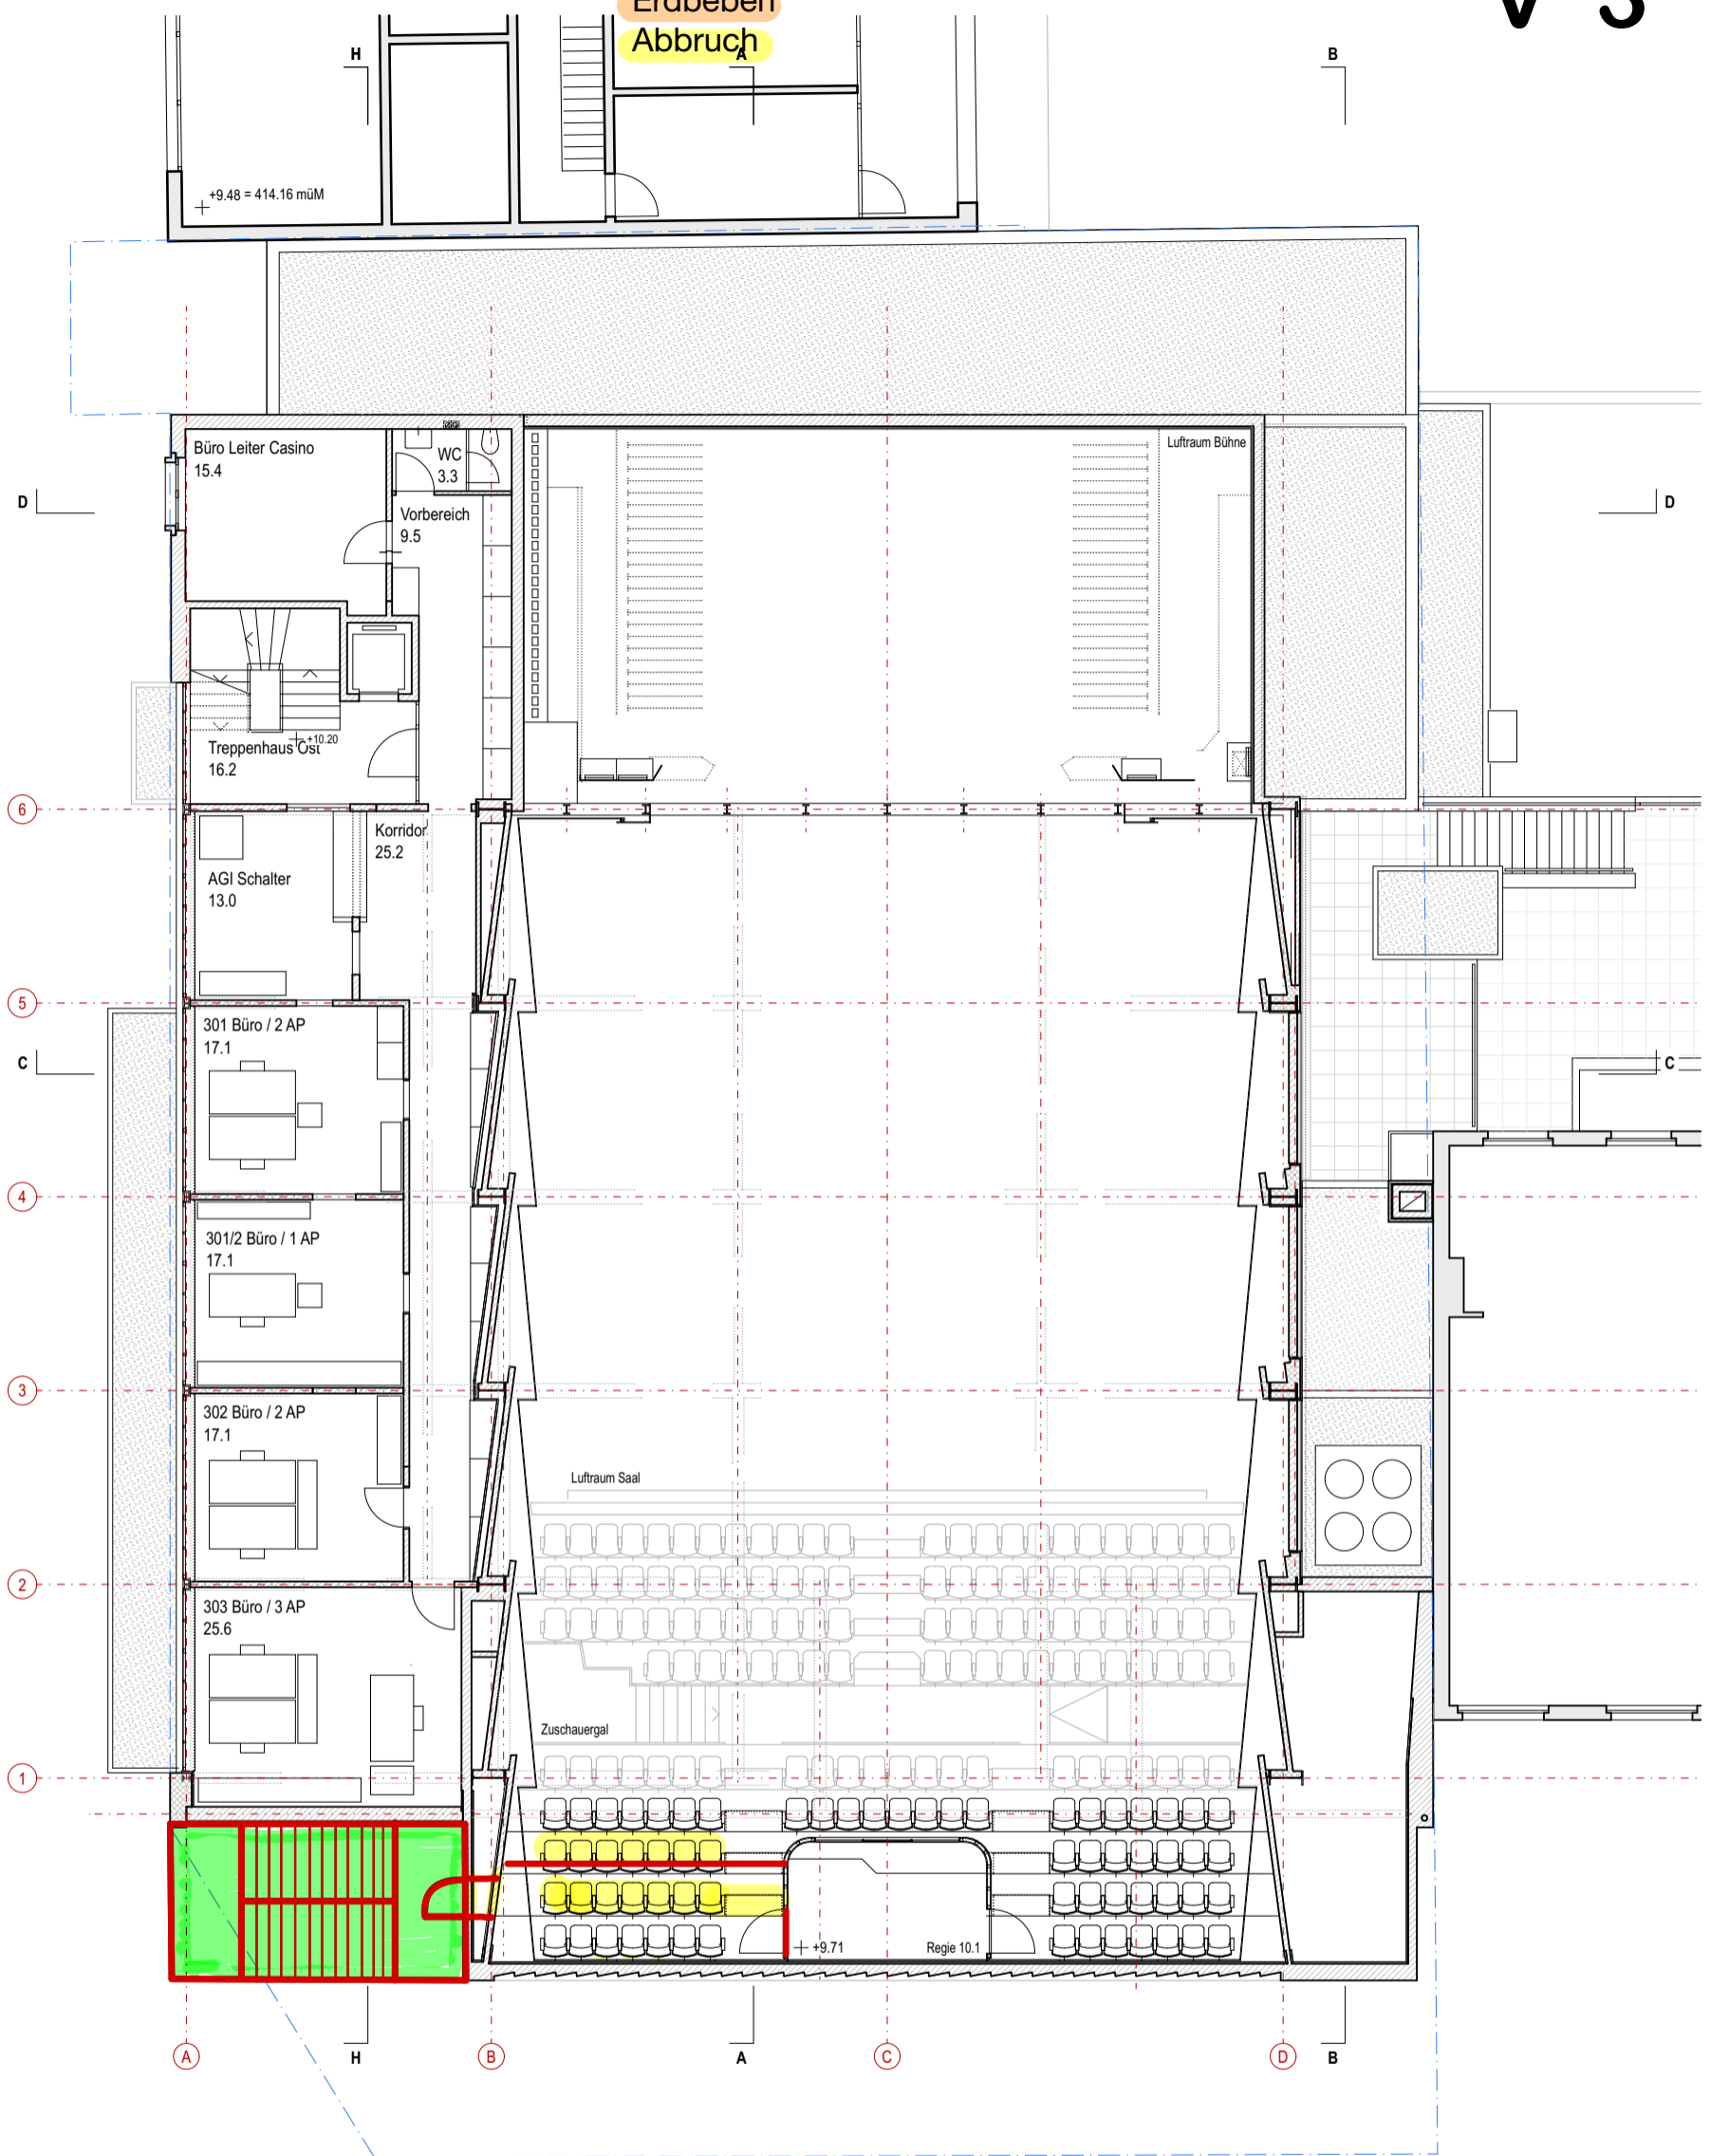 Erdbeben
V 3
Abbruch
H
A
B
+9.48 = 414.16 müM
Büro Leiter Casino
15.4
WC
3.3
Luftraum Bühne
D
D
Vorbereich
9.5
+10.20
Treppenhaus Ost
16.2
6
Korridor
25.2
AGI Schalter
13.0
5
301 Büro / 2 AP
17.1
C
C
4
301/2 Büro / 1 AP
17.1
3
302 Büro / 2 AP
17.1
Luftraum Saal
2
303 Büro / 3 AP
25.6
Zuschauergal
1
+9.71
Regie 10.1
A
H
B
A
C
D
B